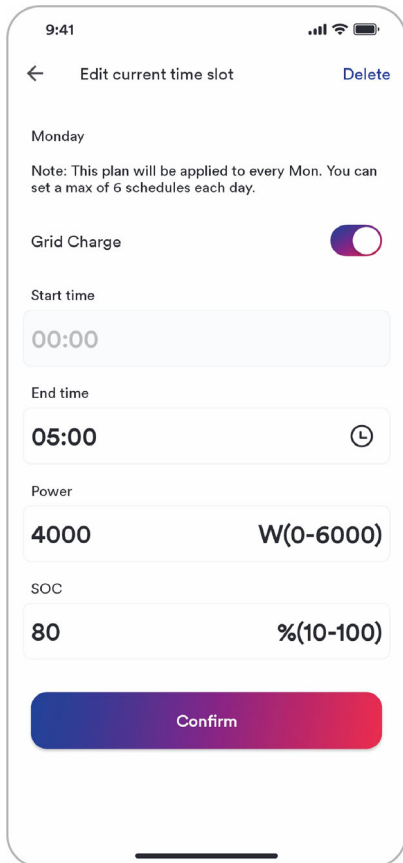 9:41
Edit current time slot
Delete
Monday
Note: This plan will be applied to every Mon. You can
set a max of 6 schedules each day.
Grid Charge
Start time
00:00
End time
05:00
Power
4000 W(0-6000)
SOC
80 %(10-100)
Confirm